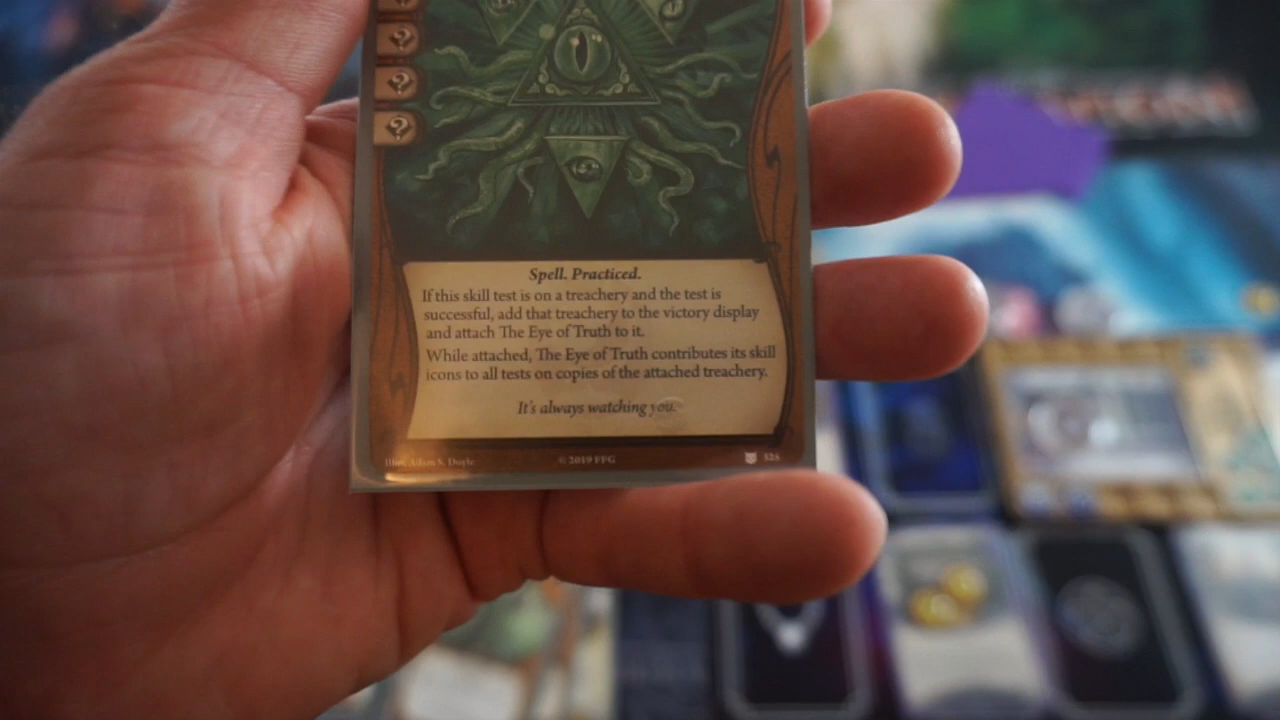 Spell. Practiced.
If this skill test is on a treachery and the test is
successful, add that treachery to the victory display
and attach The Eye of Truth to it.
While attached, The Eye of Truth contributes its skill
icons to all tests on copies of the attached treachery.
It's always watching you.
Illus. Adam S. Doyle
© 2019 FFG
325